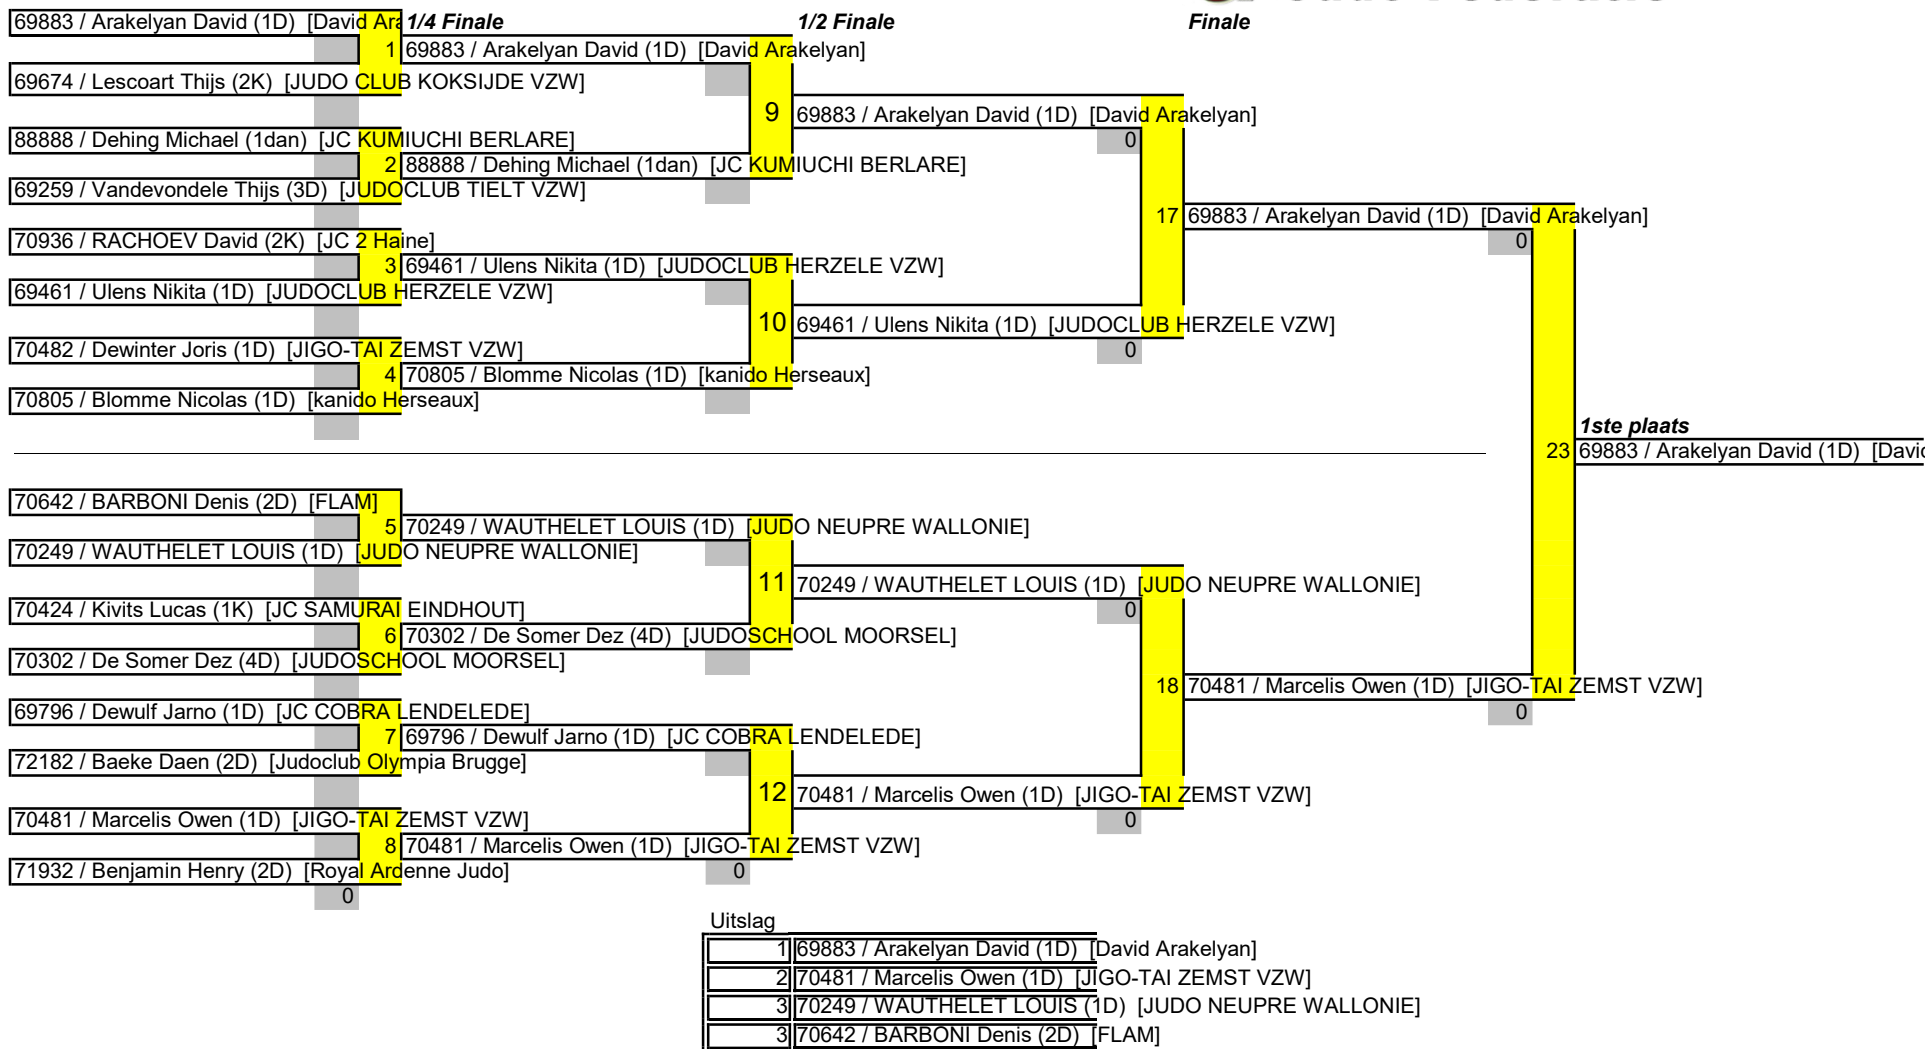 69883 / Arakelyan David (1D) [David Ara
1/4 Finale
1/2 Finale
Finale
1 69883 / Arakelyan David (1D) [David Arakelyan]
69674 / Lescoart Thijs (2K) [JUDO CLUB KOKSIJDE VZW]
9 69883 / Arakelyan David (1D) [David Arakelyan]
88888 / Dehing Michael (1dan) [JC KUMIUCHI BERLARE]
0
2 88888 / Dehing Michael (1dan) [JC KUMIUCHI BERLARE]
69259 / Vandevondele Thijs (3D) [JUDOCLUB TIELT VZW]
17 69883 / Arakelyan David (1D) [David Arakelyan]
70936 / RACHOEV David (2K) [JC 2 Haine]
0
3 69461 / Ulens Nikita (1D) [JUDOCLUB HERZELE VZW]
69461 / Ulens Nikita (1D) [JUDOCLUB HERZELE VZW]
10 69461 / Ulens Nikita (1D) [JUDOCLUB HERZELE VZW]
70482 / Dewinter Joris (1D) [JIGO-TAI ZEMST VZW]
0
4 70805 / Blomme Nicolas (1D) [kanido Herseaux]
70805 / Blomme Nicolas (1D) [kanido Herseaux]
1ste plaats
23 69883 / Arakelyan David (1D) [Davi
70642 / BARBONI Denis (2D) [FLAM]
5 70249 / WAUTHELET LOUIS (1D) [JUDO NEUPRE WALLONIE]
70249 / WAUTHELET LOUIS (1D) [JUDO NEUPRE WALLONIE]
11 70249 / WAUTHELET LOUIS (1D) [JUDO NEUPRE WALLONIE]
70424 / Kivits Lucas (1K) [JC SAMURAI EINDHOUT]
0
6 70302 / De Somer Dez (4D) [JUDOSCHOOL MOORSEL]
70302 / De Somer Dez (4D) [JUDOSCHOOL MOORSEL]
18 70481 / Marcelis Owen (1D) [JIGO-TAI ZEMST VZW]
69796 / Dewulf Jarno (1D) [JC COBRA LENDELEDE]
0
7 69796 / Dewulf Jarno (1D) [JC COBRA LENDELEDE]
72182 / Baeke Daen (2D) [Judoclub Olympia Brugge]
12 70481 / Marcelis Owen (1D) [JIGO-TAI ZEMST VZW]
70481 / Marcelis Owen (1D) [JIGO-TAI ZEMST VZW]
0
8 70481 / Marcelis Owen (1D) [JIGO-TAI ZEMST VZW]
71932 / Benjamin Henry (2D) [Royal Ardenne Judo]
0
0
Uitslag
1 69883 / Arakelyan David (1D) [David Arakelyan]
2 70481 / Marcelis Owen (1D) [JIGO-TAI ZEMST VZW]
3 70249 / WAUTHELET LOUIS (1D) [JUDO NEUPRE WALLONIE]
3 70642 / BARBONI Denis (2D) [FLAM]